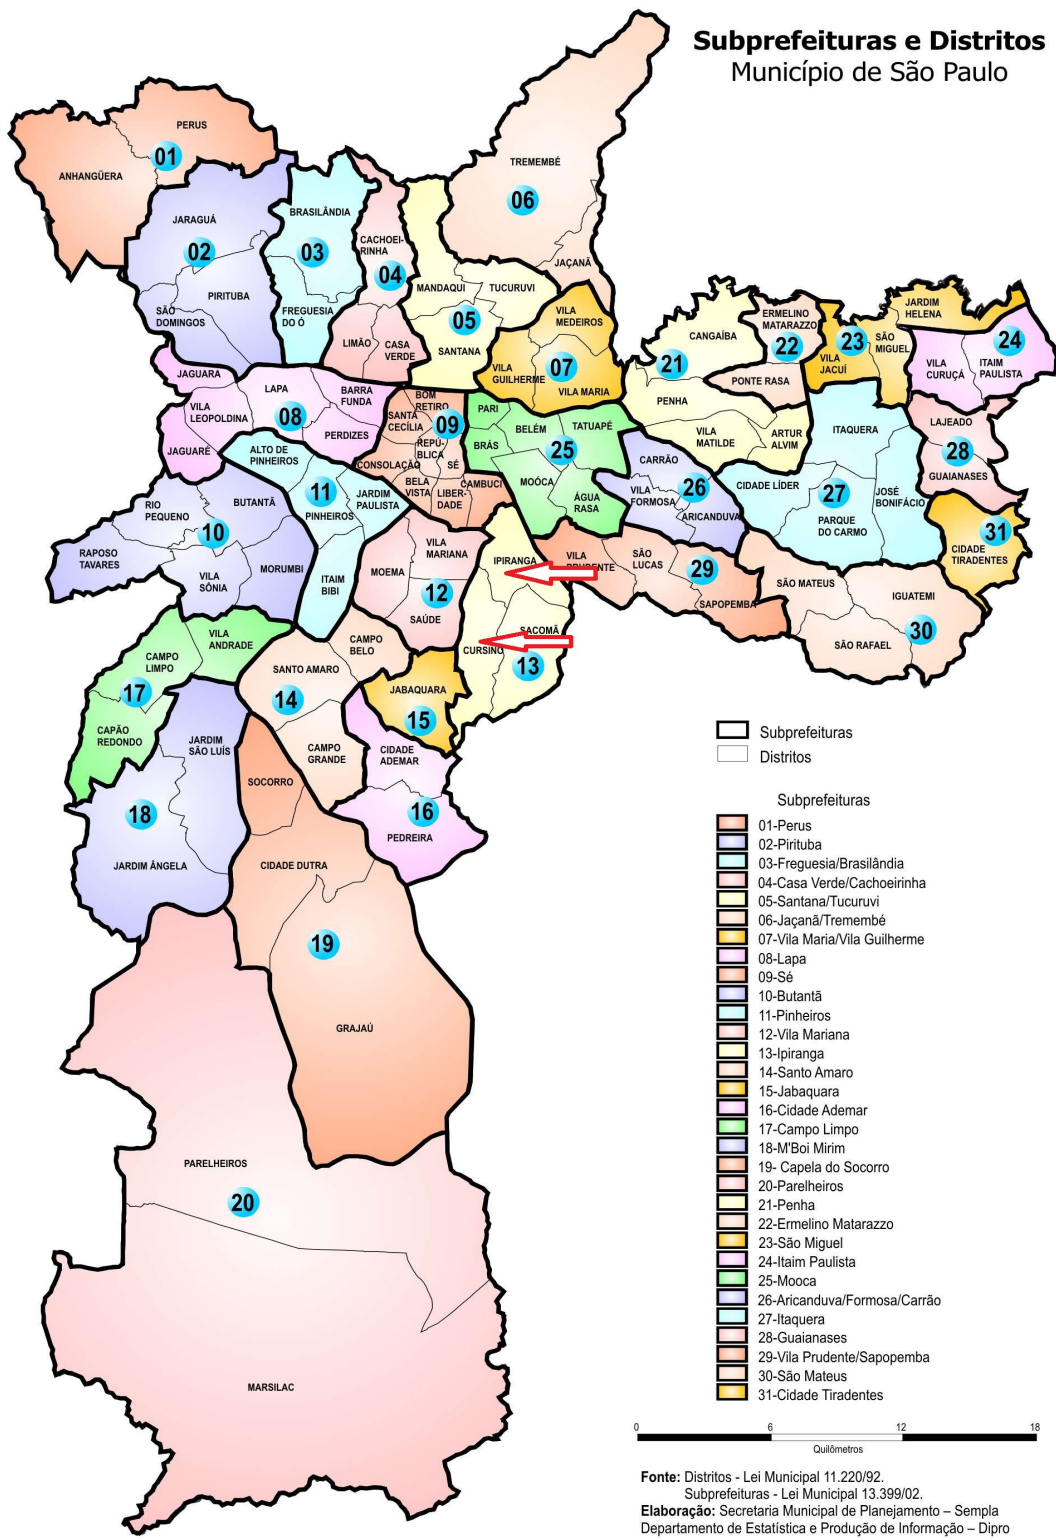 Subprefeituras e Distritos
Município de São Paulo
PERUS
01
ANHANGÜERA
TREMEMBÉ
06
JAÇANÃ
JARAGUÁ
02
PIRITUBA
SÃO
DOMINGOS
BRASILÂNDIA
03
FREGUESIA
DO Ó
CACHOEI-
RINHA
04
LIMÃO
CASA
VERDE
MANDAQUI
TUCURUVI
05
SANTANA
VILA
MEDEIROS
VILA
GUILHERME
07
VILA MARIA
CANGAÍBA
21
PENHA
VILA
MATILDE
ARTUR
ALVIM
ERMELINO
MATARAZZO
22
PONTE RASA
JARDIM
HELENA
23
SÃO
MIGUEL
VILA
JACUÍ
24
VILA
CURUÇÁ
ITAIM
PAULISTA
JAGUARA
LAPA
BARRA
FUNDA
VILA
LEOPOLDINA
08
PERDIZES
JAGUARÉ
BOM
RETIRO
SANTA
CECÍLIA
09
REPÚ-
BLICA
CONSOLAÇÃO
SÉ
BELA
VISTA
LIBER-
DADE
CAMBUCI
PARI
BELÉM
TATUAPÉ
BRÁS
25
MOÓCA
ÁGUA
RASA
CARRÃO
VILA
FORMOSA
26
ARICANDUVA
ITAQUERA
CIDADE LÍDER
27
JOSÉ
BONIFÁCIO
PARQUE
DO CARMO
LAJEADO
28
GUAIANASES
31
CIDADE
TIRADENTES
ALTO DE
PINHEIROS
11
PINHEIROS
JARDIM
PAULISTA
ITAIM
BIBI
RIO
PEQUENO
BUTANTÃ
10
RAPOSO
TAVARES
VILA
SÔNIA
MORUMBI
VILA
MARIANA
MOEMA
12
SAÚDE
IPIRANGA
SACOMÃ
CURSINO
13
VILA
PRUDENTE
SÃO
LUCAS
29
SAPOPEMBA
SÃO MATEUS
IGUATEMI
30
SÃO RAFAEL
VILA
ANDRADE
CAMPO
LIMPO
17
CAPÃO
REDONDO
CAMPO
BELO
SANTO AMARO
14
CAMPO
GRANDE
JABAQUARA
15
JARDIM
SÃO LUÍS
18
JARDIM ÂNGELA
CIDADE
ADEMAR
16
PEDREIRA
SOCORRO
CIDADE DUTRA
19
GRAJAÚ
PARELHEIROS
20
MARSILAC
Subprefeituras
Distritos
Subprefeituras
01-Perus
02-Pirituba
03-Freguesia/Brasilândia
04-Casa Verde/Cachoeirinha
05-Santana/Tucuruvi
06-Jaçanã/Tremembé
07-Vila Maria/Vila Guilherme
08-Lapa
09-Sé
10-Butantã
11-Pinheiros
12-Vila Mariana
13-Ipiranga
14-Santo Amaro
15-Jabaquara
16-Cidade Ademar
17-Campo Limpo
18-M'Boi Mirim
19- Capela do Socorro
20-Parelheiros
21-Penha
22-Ermelino Matarazzo
23-São Miguel
24-Itaim Paulista
25-Mooca
26-Aricanduva/Formosa/Carrão
27-Itaquera
28-Guaianases
29-Vila Prudente/Sapopemba
30-São Mateus
31-Cidade Tiradentes
0 6 12 18
Quilômetros
Fonte: Distritos - Lei Municipal 11.220/92.
Subprefeituras - Lei Municipal 13.399/02.
Elaboração: Secretaria Municipal de Planejamento – Sempla
Departamento de Estatística e Produção de Informação – Dipro